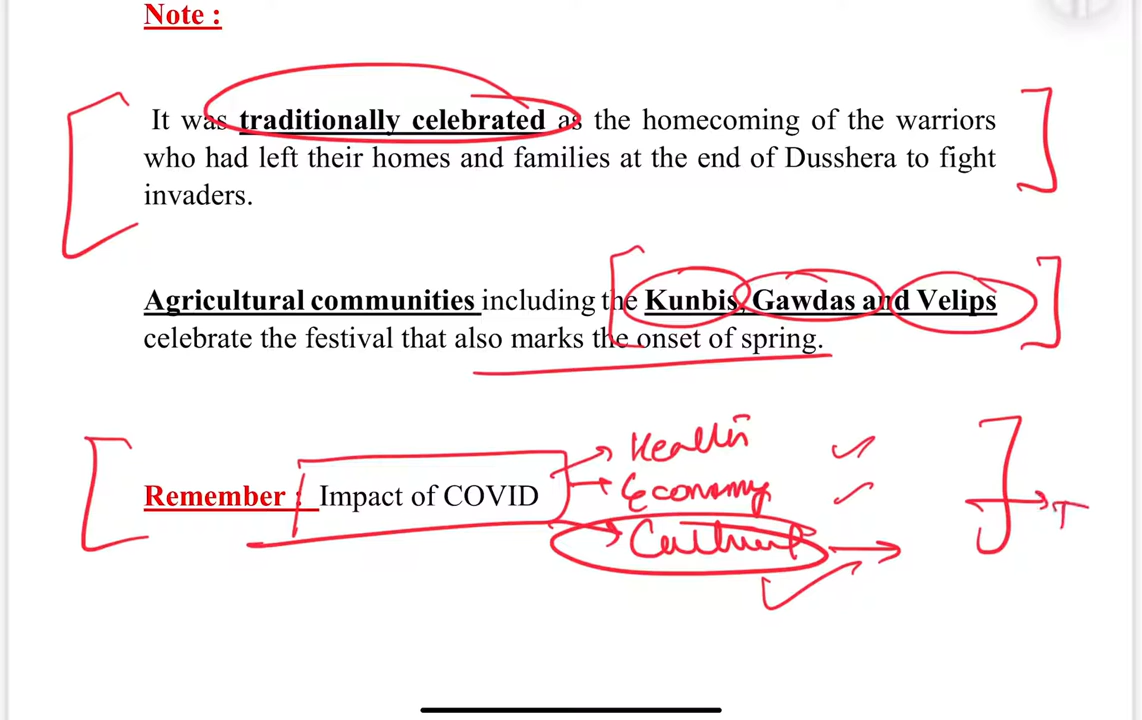 Note :
It was traditionally celebrated as the homecoming of the warriors
who had left their homes and families at the end of Dusshera to fight
invaders.
Agricultural communities including the Kunbis, Gawdas and Velips
celebrate the festival that also marks the onset of spring.
Health
Remember : Impact of COVID
Economy
Culture
T